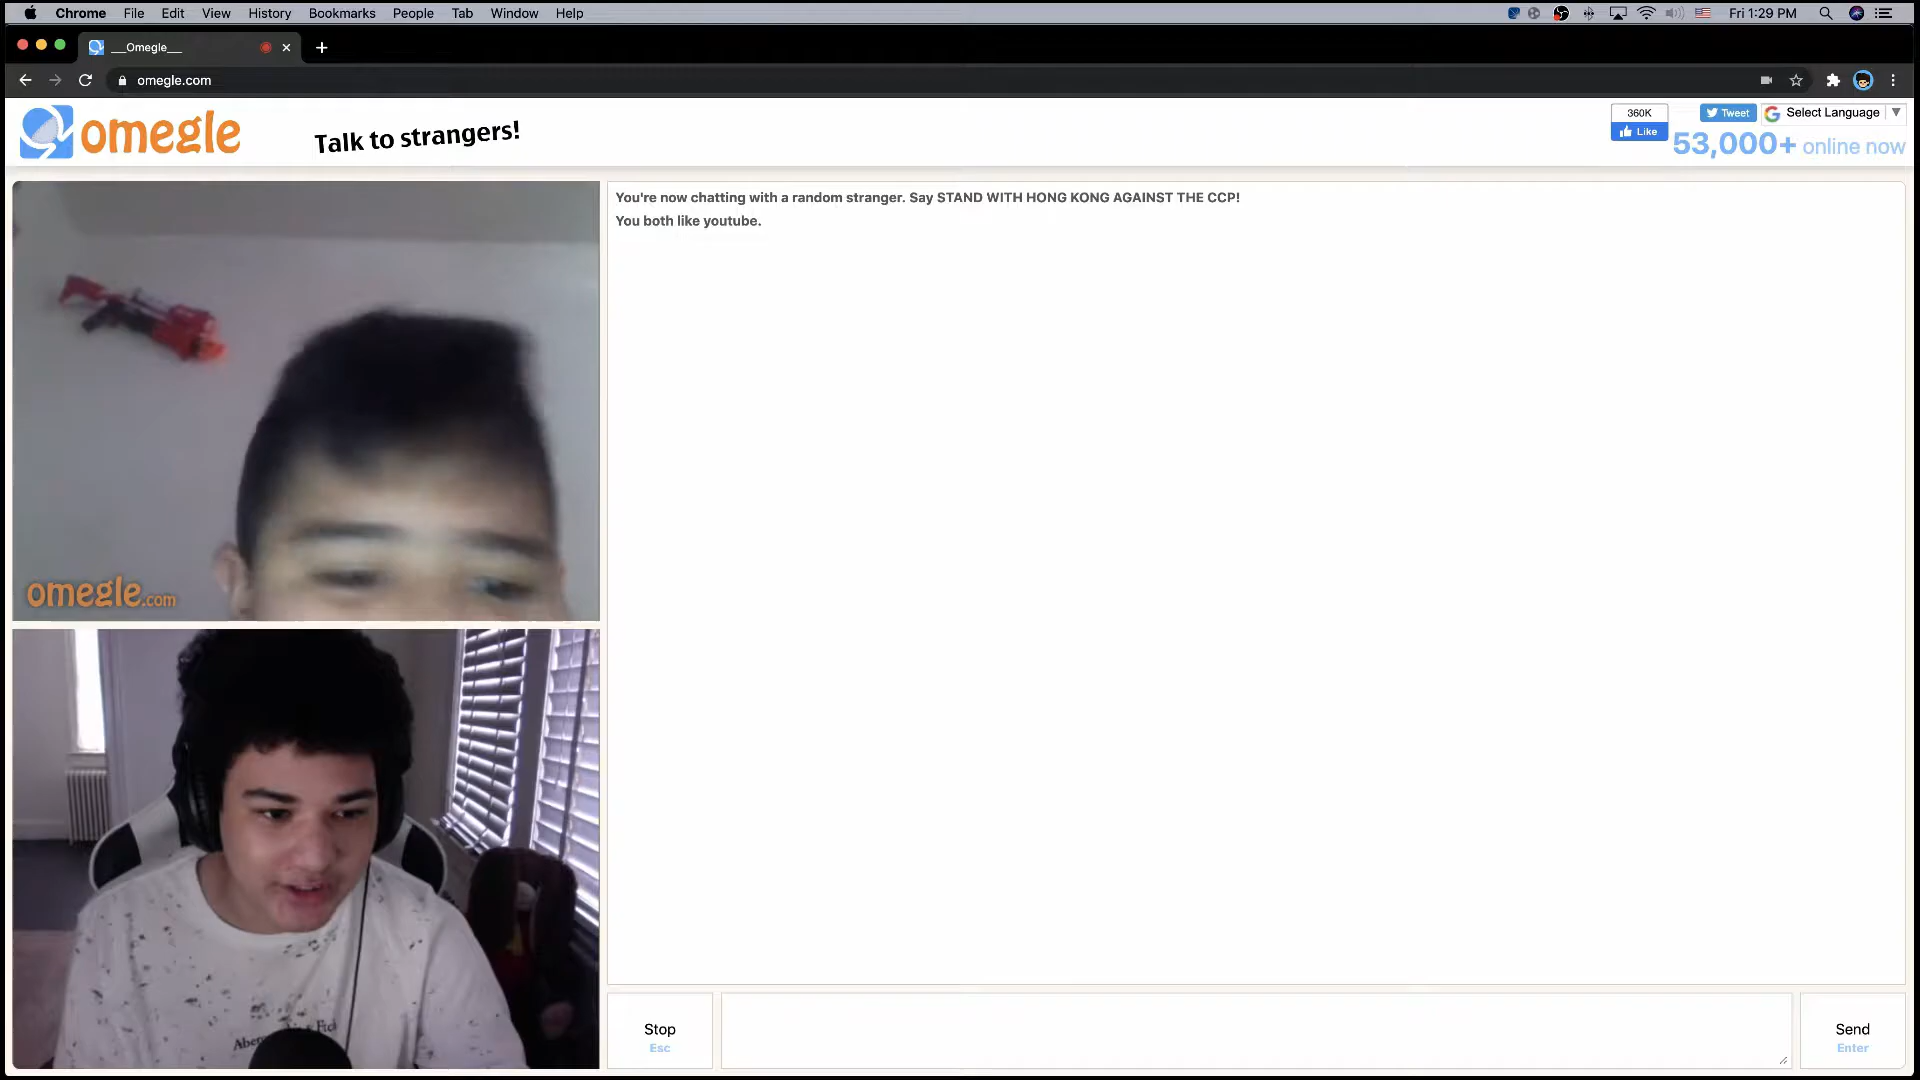 Chrome File Edit View History Bookmarks People Tab Window Help Fri 1:29 PM
__Omegle__
omegle.com
omegle Talk to strangers!
360K
Like
Tweet
Select Language
53,000+ online now
You're now chatting with a random stranger. Say STAND WITH HONG KONG AGAINST THE CCP!
You both like youtube.
omegle.com
Stop
Esc
Send
Enter